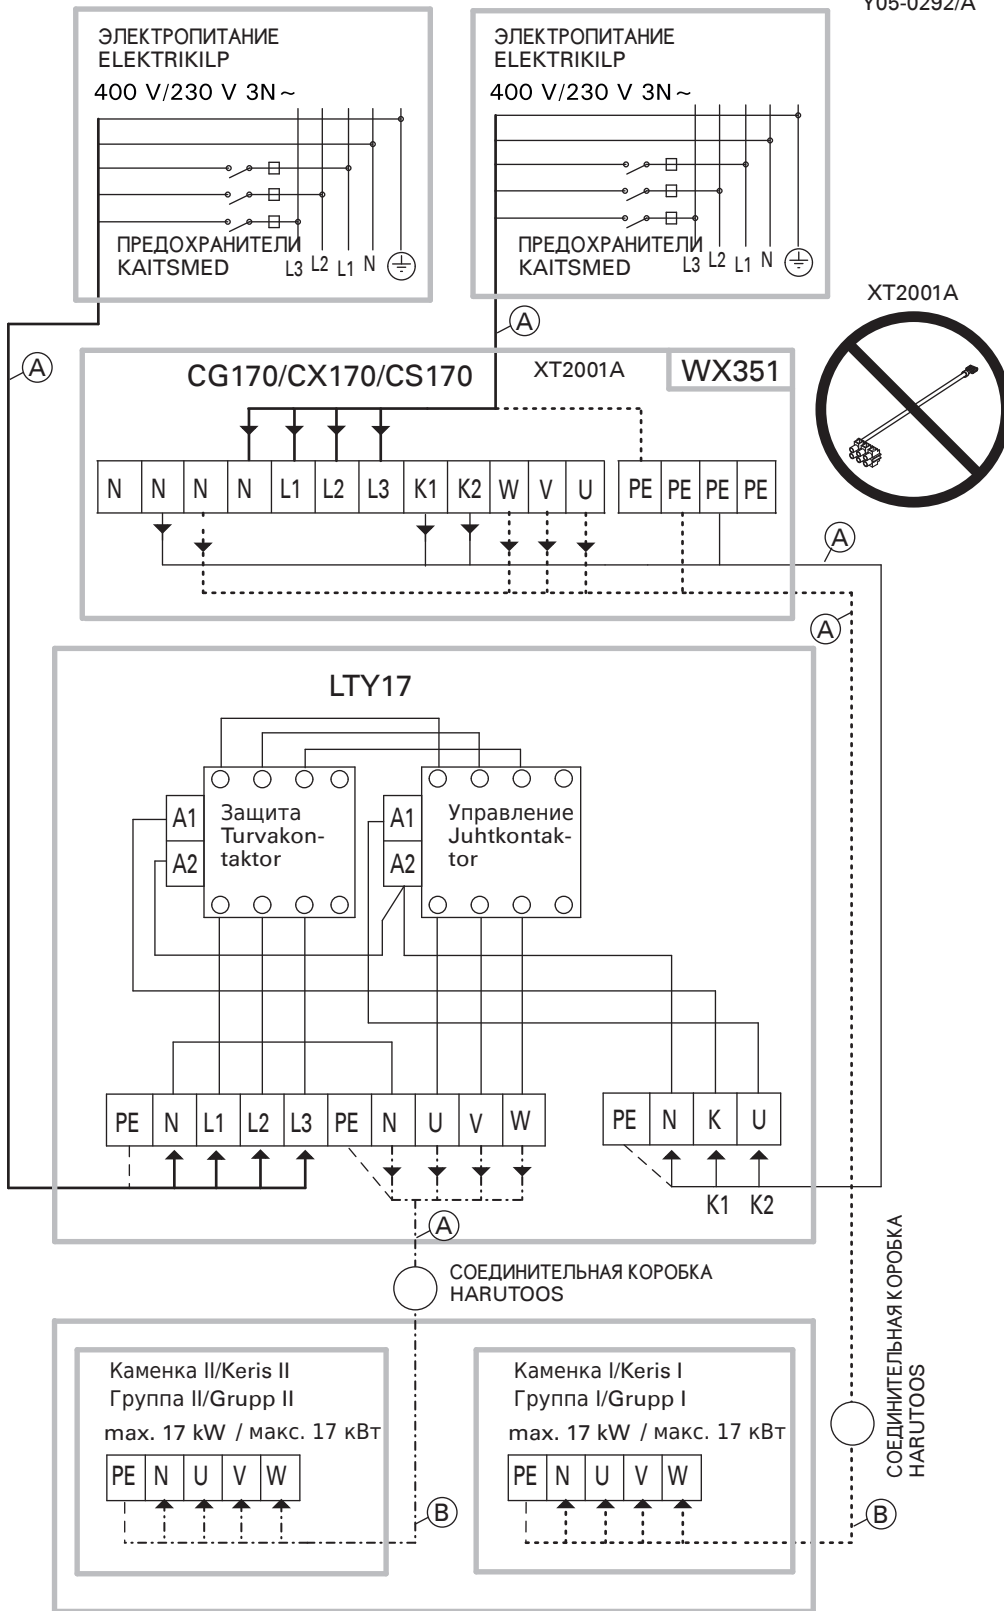 Y05-0292/A
ЭЛЕКТРОПИТАНИЕ
ELEKTRIKILP
400 V/230 V 3N~
ПРЕДОХРАНИТЕЛИ
KAITSMED
L3 L2 L1 N
ЭЛЕКТРОПИТАНИЕ
ELEKTRIKILP
400 V/230 V 3N~
ПРЕДОХРАНИТЕЛИ
KAITSMED
L3 L2 L1 N
XT2001A
A
A
CG170/CX170/CS170
XT2001A
WX351
N N N N L1 L2 L3 K1 K2 W V U PE PE PE PE
A
A
LTY17
A1
A2
Защита
Turvakon-
taktor
A1
A2
Управление
Juhtkontak-
tor
PE N L1 L2 L3 PE N U V W
PE N K U
K1 K2
A
СОЕДИНИТЕЛЬНАЯ КОРОБКА
HARUTOOS
СОЕДИНИТЕЛЬНАЯ КОРОБКА
HARUTOOS
Каменка II/Keris II
Группа II/Grupp II
max. 17 kW / макс. 17 кВт
PE N U V W
B
Каменка I/Keris I
Группа I/Grupp I
max. 17 kW / макс. 17 кВт
PE N U V W
B